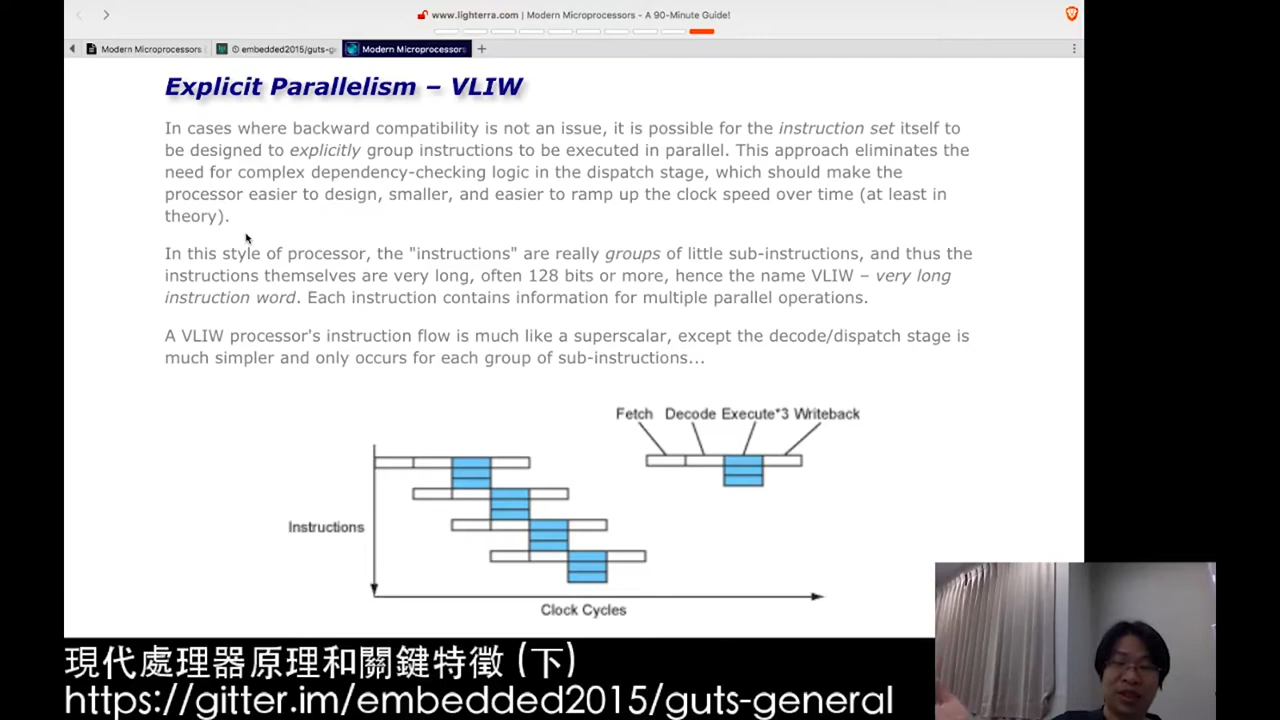 www.lighterra.com | Modern Microprocessors - A 90-Minute Guide!
Modern Microprocessors
embedded2015/guts-g
Modern Microprocessors
Explicit Parallelism – VLIW
In cases where backward compatibility is not an issue, it is possible for the instruction set itself to
be designed to explicitly group instructions to be executed in parallel. This approach eliminates the
need for complex dependency-checking logic in the dispatch stage, which should make the
processor easier to design, smaller, and easier to ramp up the clock speed over time (at least in
theory).
In this style of processor, the "instructions" are really groups of little sub-instructions, and thus the
instructions themselves are very long, often 128 bits or more, hence the name VLIW – very long
instruction word. Each instruction contains information for multiple parallel operations.
A VLIW processor's instruction flow is much like a superscalar, except the decode/dispatch stage is
much simpler and only occurs for each group of sub-instructions...
Fetch Decode Execute*3 Writeback
Instructions
Clock Cycles
現代處理器原理和關鍵特徵 (下)
https://gitter.im/embedded2015/guts-general